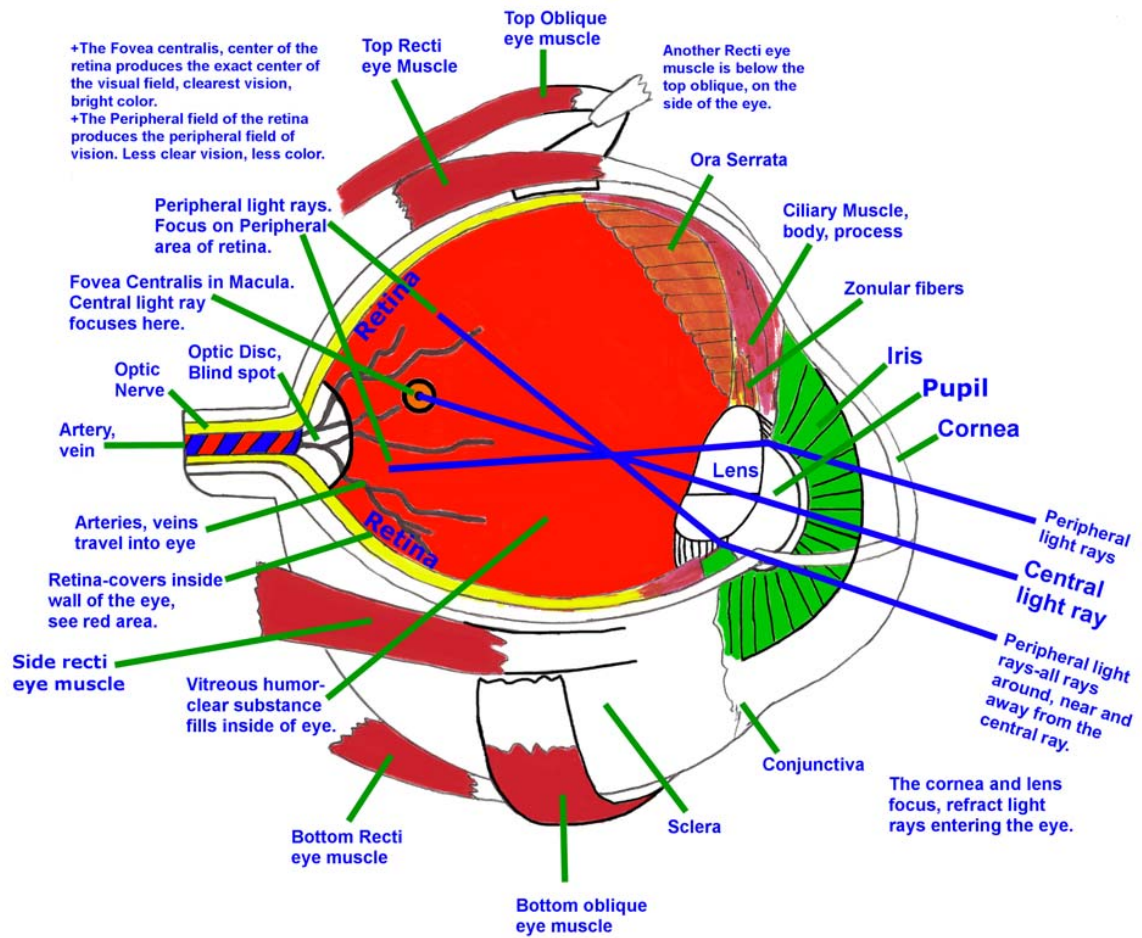 +The Fovea centralis, center of the
retina produces the exact center of
the visual field, clearest vision,
bright color.
+The Peripheral field of the retina
produces the peripheral field of
vision. Less clear vision, less color.
Top Recti
eye Muscle
Top Oblique
eye muscle
Another Recti eye
muscle is below the
top oblique, on the
side of the eye.
Ora Serrata
Ciliary Muscle,
body, process
Zonular fibers
Iris
Pupil
Cornea
Peripheral light rays.
Focus on Peripheral
area of retina.
Fovea Centralis in Macula.
Central light ray
focuses here.
Optic Disc,
Blind spot
Optic
Nerve
Artery,
vein
Retina
Lens
Retina
Arteries, veins
travel into eye
Retina-covers inside
wall of the eye,
see red area.
Side recti
eye muscle
Vitreous humor-
clear substance
fills inside of eye.
Peripheral
light rays
Central
light ray
Peripheral light
rays-all rays
around, near and
away from the
central ray.
Conjunctiva
The cornea and lens
focus, refract light
rays entering the eye.
Sclera
Bottom Recti
eye muscle
Bottom oblique
eye muscle